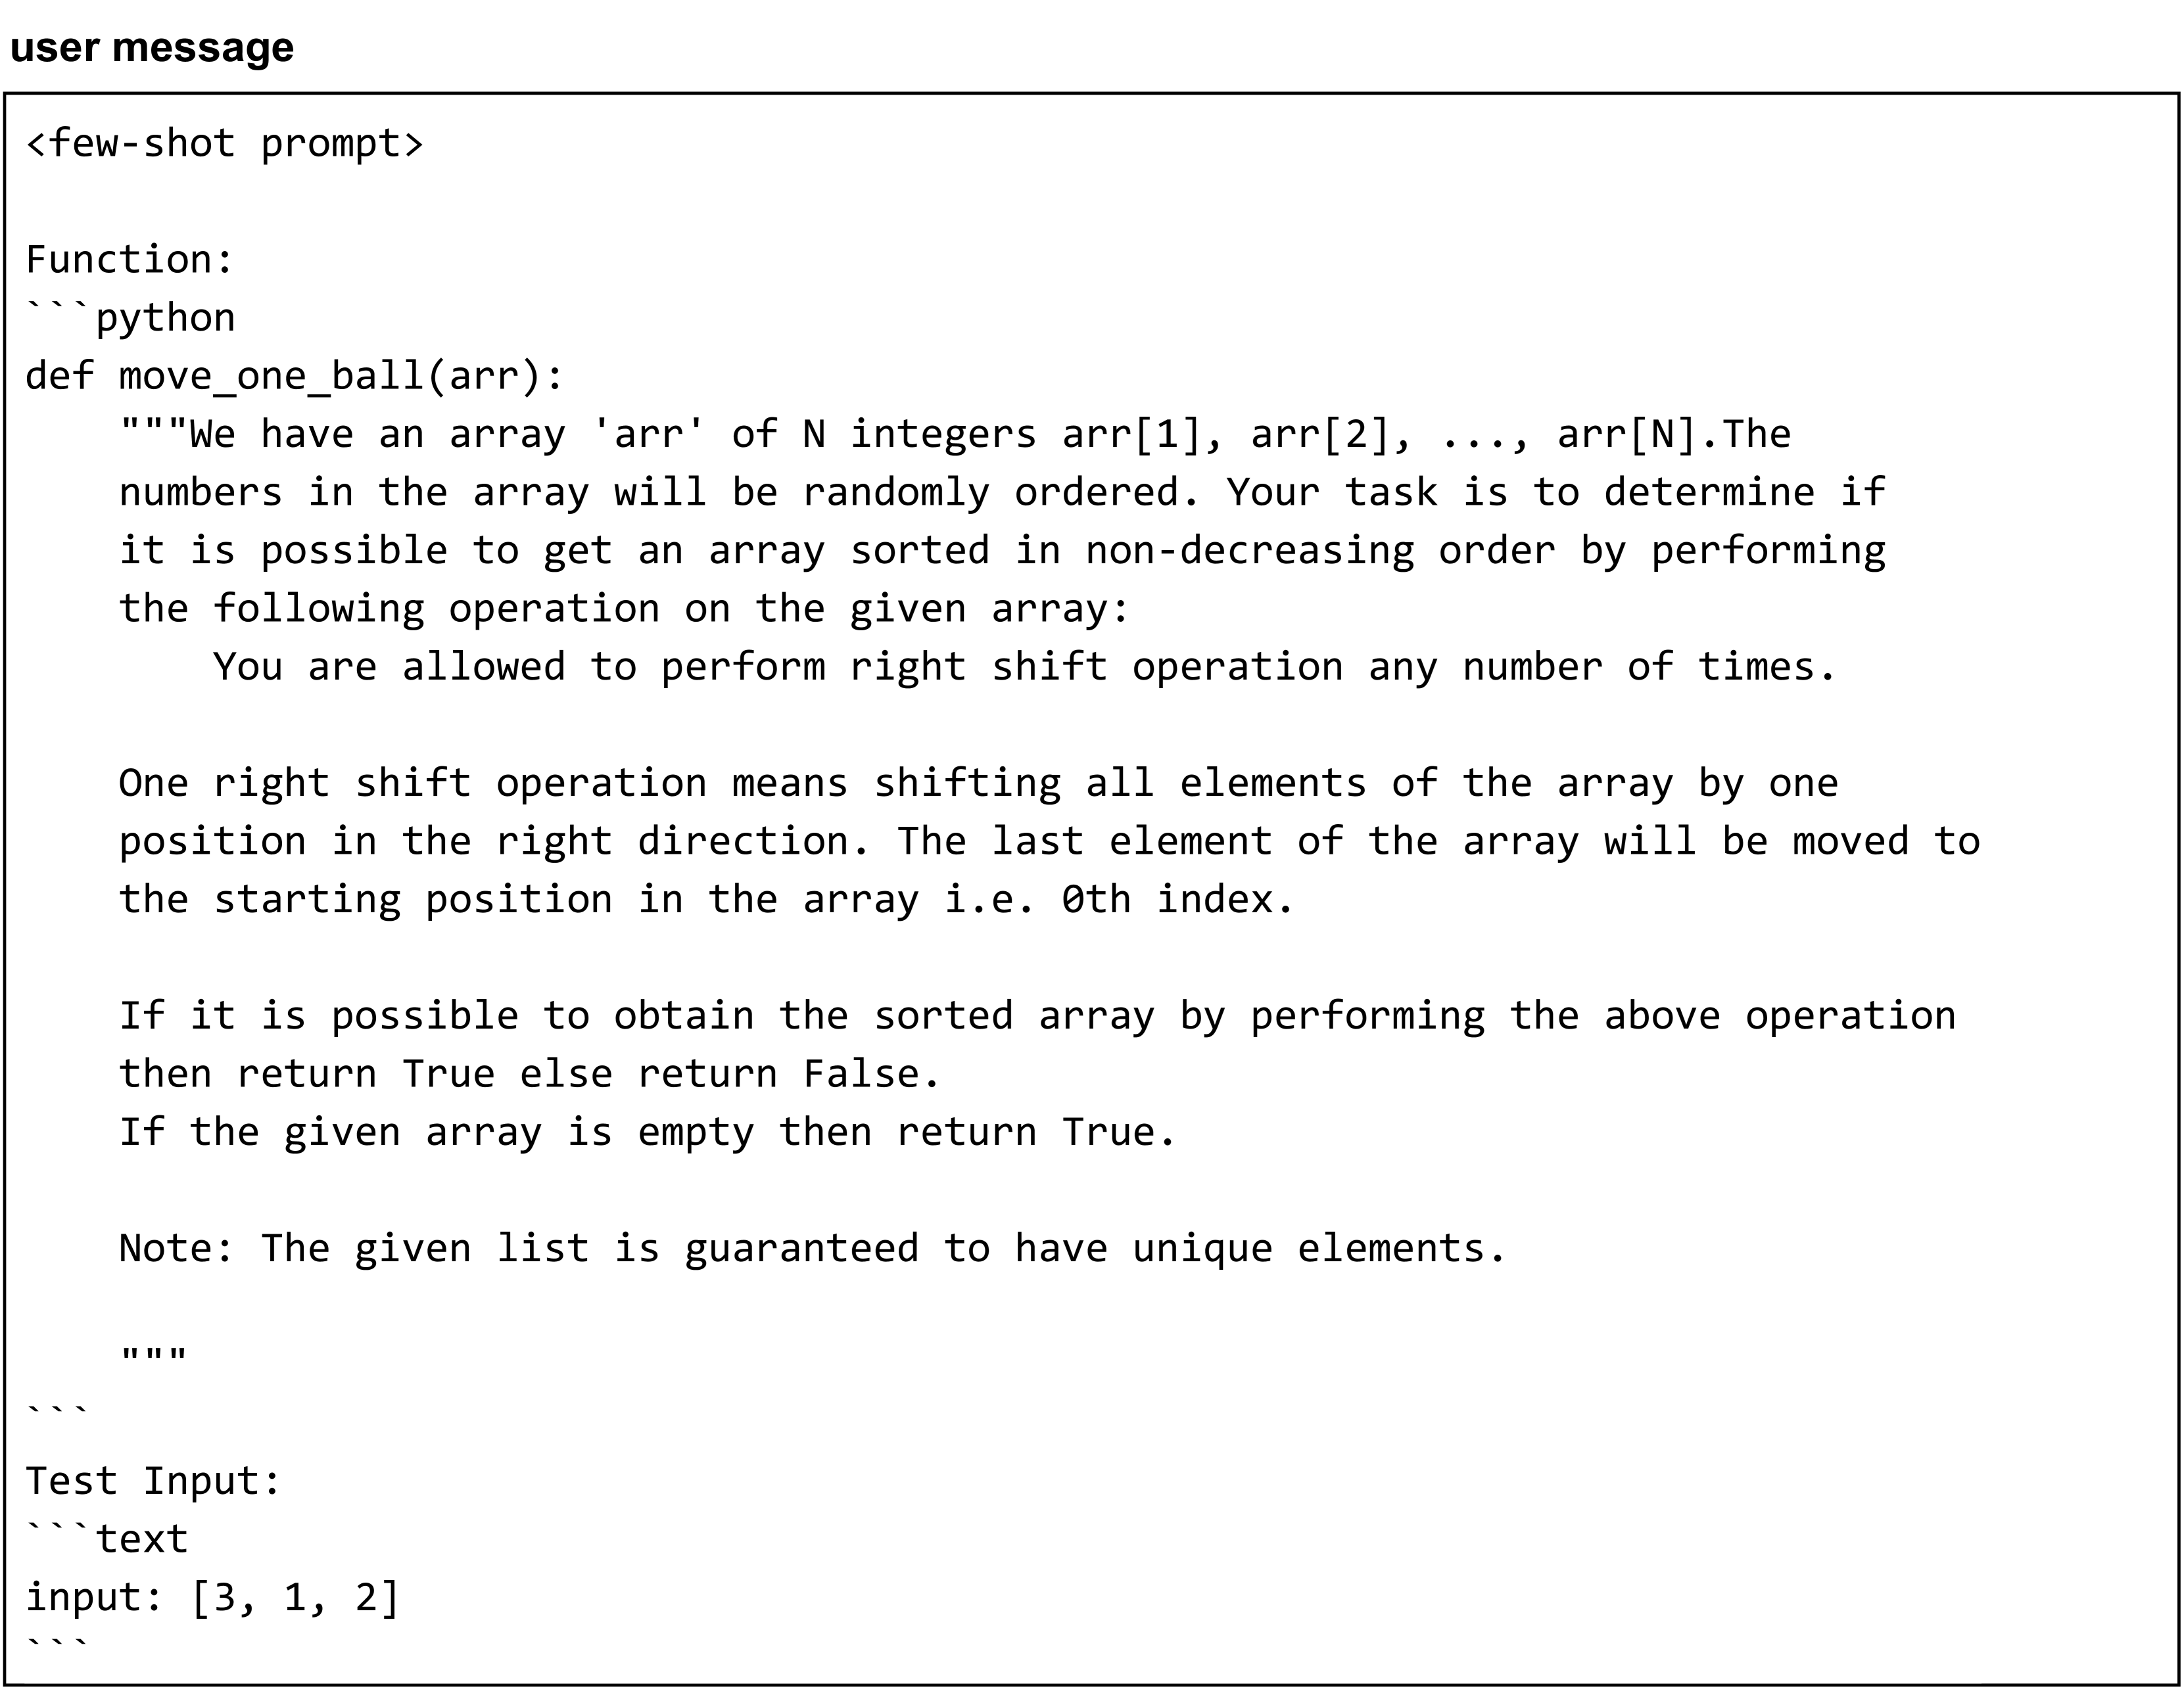 user message
<few-shot prompt>
Function:
```python
def move_one_ball(arr):
    """We have an array 'arr' of N integers arr[1], arr[2], ..., arr[N].The
    numbers in the array will be randomly ordered. Your task is to determine if
    it is possible to get an array sorted in non-decreasing order by performing
    the following operation on the given array:
        You are allowed to perform right shift operation any number of times.
    One right shift operation means shifting all elements of the array by one
    position in the right direction. The last element of the array will be moved to
    the starting position in the array i.e. 0th index.
    If it is possible to obtain the sorted array by performing the above operation
    then return True else return False.
    If the given array is empty then return True.
    Note: The given list is guaranteed to have unique elements.
    """
```
Test Input:
```text
input: [3, 1, 2]
```